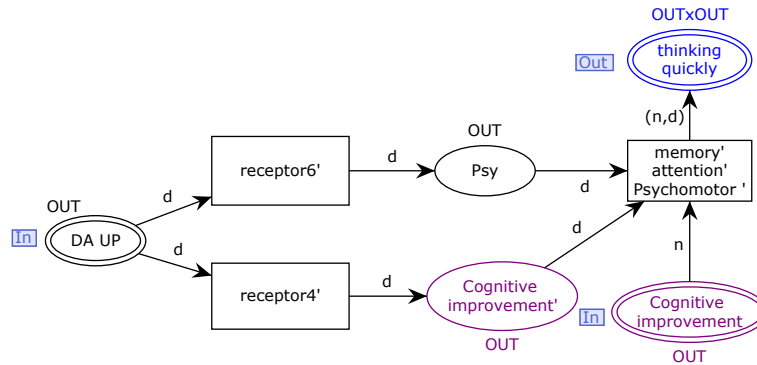 OUTxOUT
thinking
quickly
Out
(n,d)
OUT
receptor6'
d
Psy
d
memory'
attention'
Psychomotor '
d
OUT
In
DA UP
d
d
n
receptor4'
d
Cognitive
improvement'
OUT
In
Cognitive
improvement
OUT